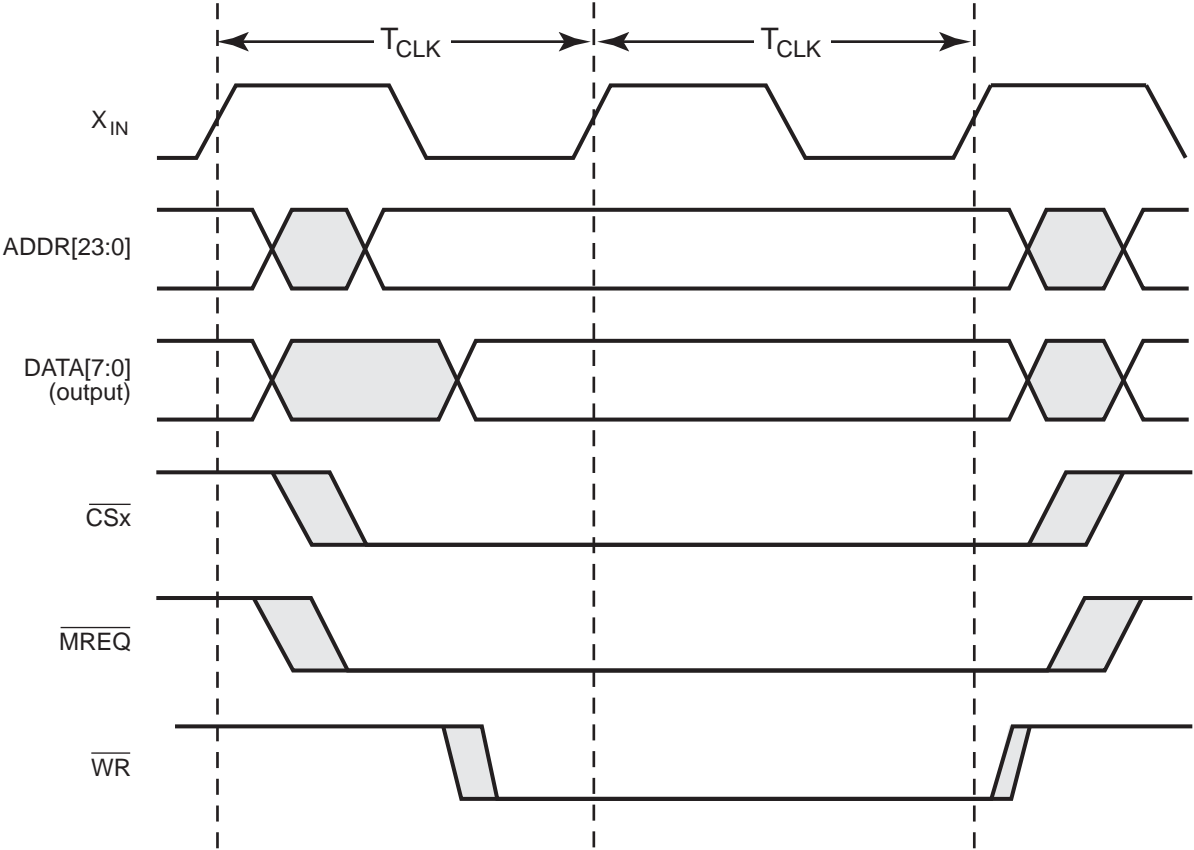 T_CLK T_CLK
X_IN
ADDR[23:0]
DATA[7:0]
(output)
CSx
MREQ
WR